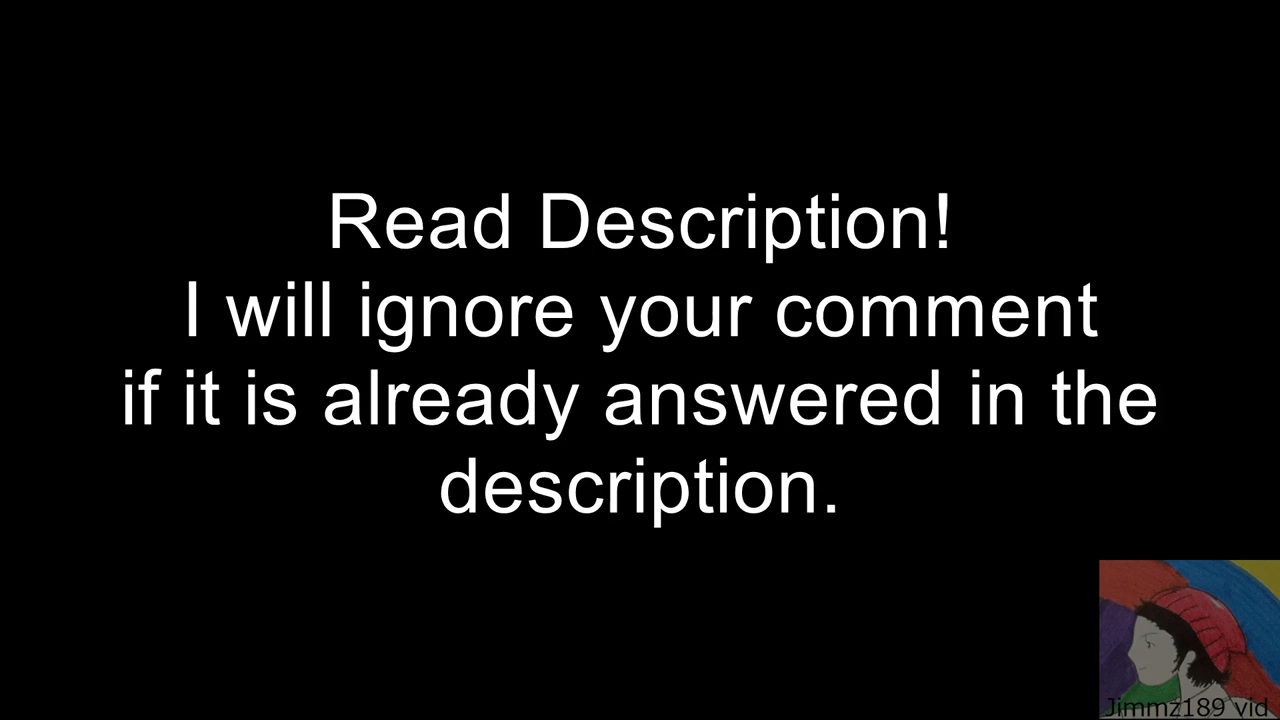 Read Description!
I will ignore your comment
if it is already answered in the
description.
Jimmz189 vid